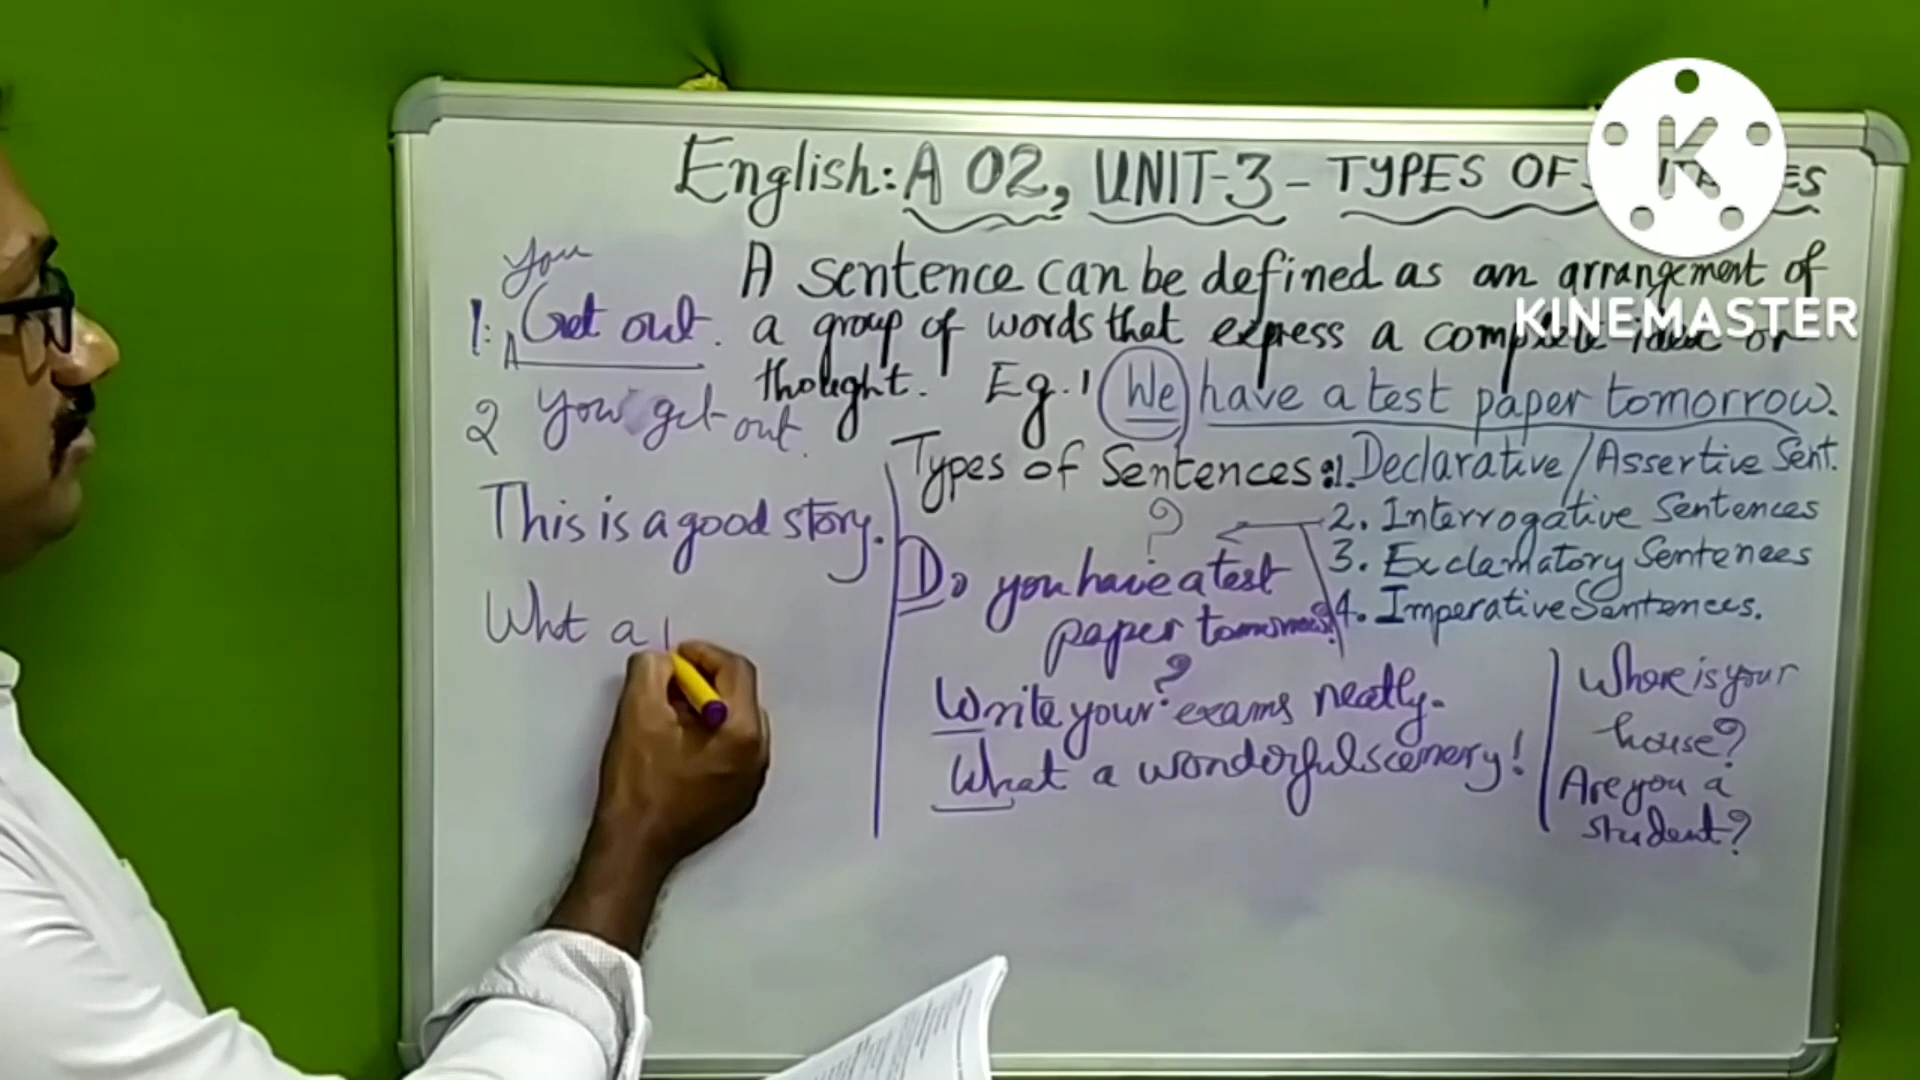 English: A 02, UNIT-3 - TYPES OF
KINEMASTER
A sentence can be defined as an arrangement of
a group of words that express a complete idea or
thought. Eg. 1 We have a test paper tomorrow.
you
1: Get out.
A
2 You get out.
This is a good story.
What a
Types of Sentences: 1. Declarative/Assertive Sent.
2. Interrogative Sentences
3. Exclamatory Sentences
4. Imperative Sentences.
?
Do you have a test
paper tomorrow?
?
Write your exams neatly.
What a wonderful scenery!
Where is your
house?
Are you a
student?